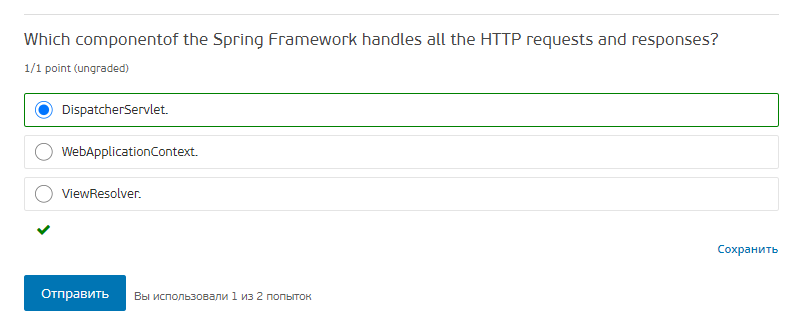 Which componentof the Spring Framework handles all the HTTP requests and responses?
1/1 point (ungraded)
DispatcherServlet.
WebApplicationContext.
ViewResolver.
Сохранить
Отправить
Вы использовали 1 из 2 попыток